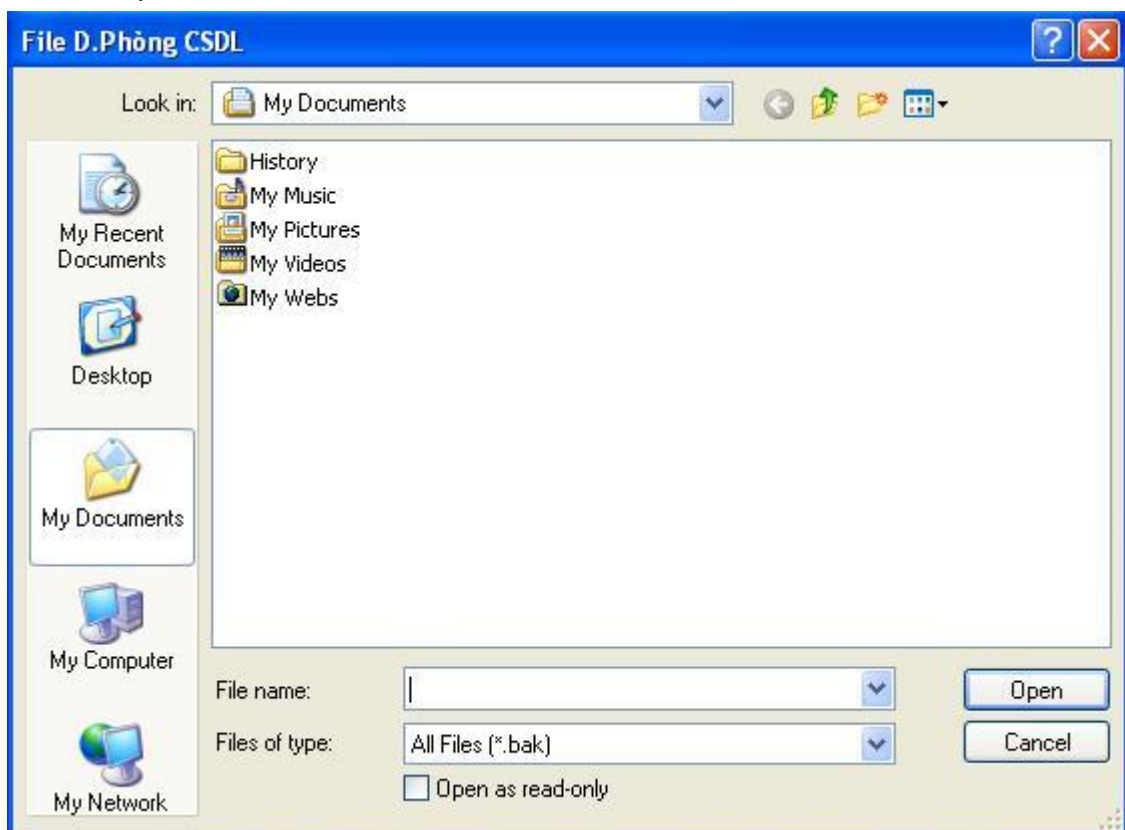 File D.Phòng CSDL
Look in:
My Documents
History
My Music
My Pictures
My Videos
My Webs
My Recent
Documents
Desktop
My Documents
My Computer
My Network
File name:
Open
Files of type:
All Files (*.bak)
Cancel
Open as read-only